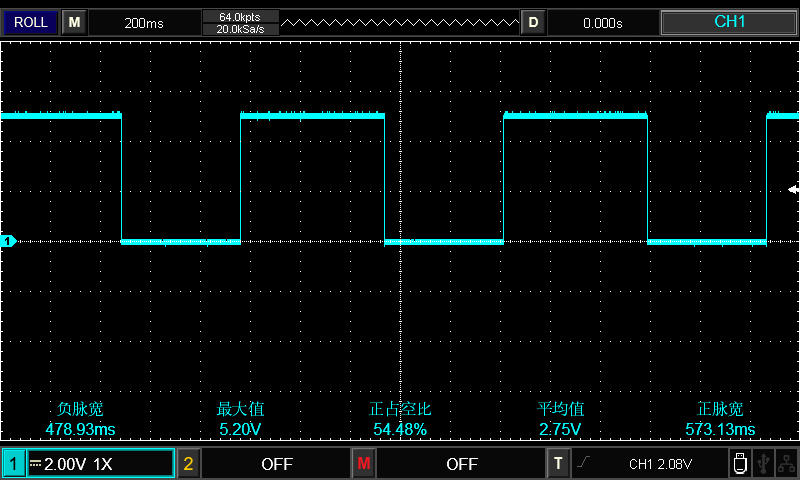 ROLL M 200ms 64.0kpts D 0.000s CH1
20.0kSa/s
1
负脉宽 最大值 正占空比 平均值 正脉宽
478.93ms 5.20V 54.48% 2.75V 573.13ms
1 2.00V 1X 2 OFF M OFF T CH1 2.08V